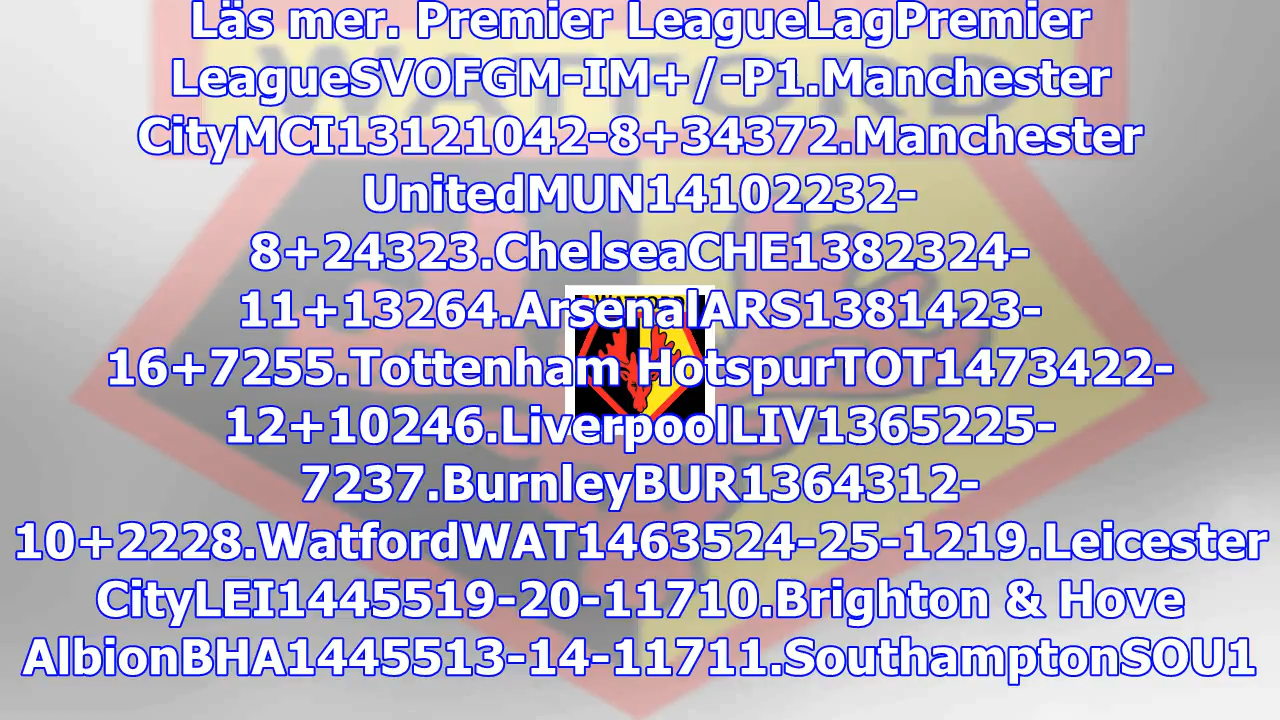 Läs mer. Premier LeagueLagPremier
LeagueSVOFGM-IM+/-P1.Manchester
CityMCI13121042-8+34372.Manchester
UnitedMUN14102232-
8+24323.ChelseaCHE1382324-
11+13264.ArsenalARS1381423-
16+7255.Tottenham HotspurTOT1473422-
12+10246.LiverpoolLIV1365225-
7237.BurnleyBUR1364312-
10+2228.WatfordWAT1463524-25-1219.Leicester
CityLEI1445519-20-11710.Brighton & Hove
AlbionBHA1445513-14-11711.SouthamptonSOU1
WATFORD
WATFORD